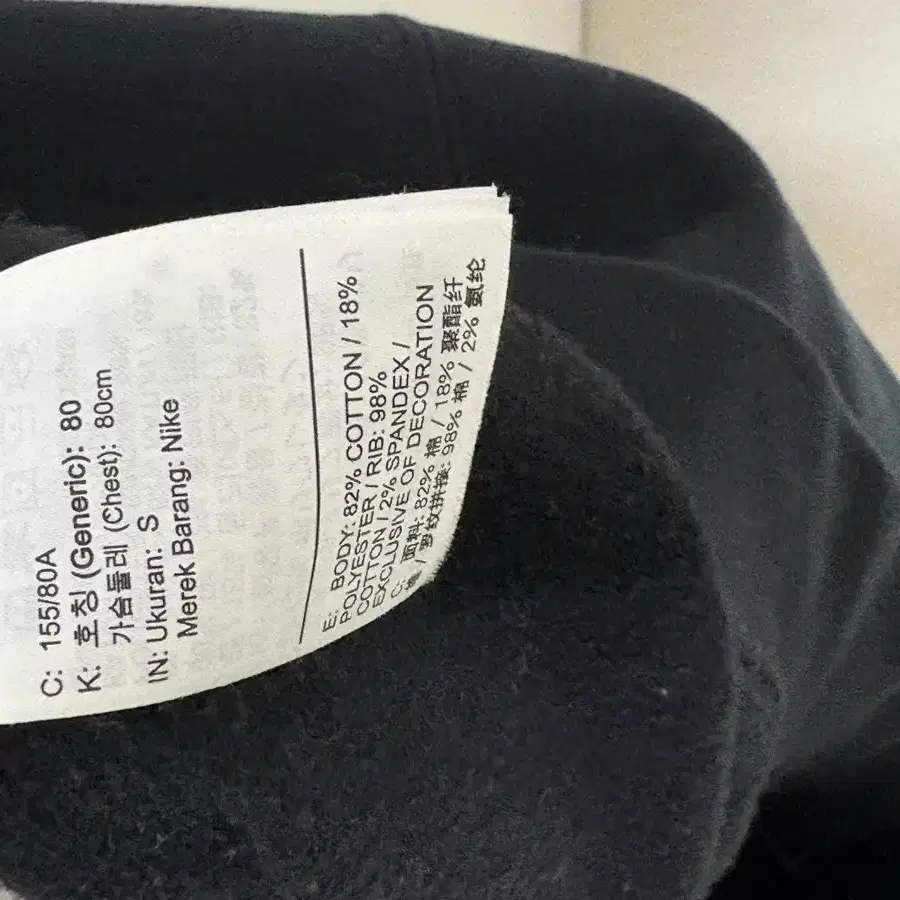 C: 155/80A
K: 호칭 (Generic): 80
가슴둘레 (Chest): 80cm
IN: Ukuran: S
Merek Barang: Nike
E: BODY: 82% COTTON / 18%
POLYESTER / RIB: 98%
COTTON / 2% SPANDEX /
EXCLUSIVE OF DECORATION
C: 面料: 82% 棉 / 18% 聚酯纤
维 / 罗纹拼接: 98% 棉 / 2% 氨纶